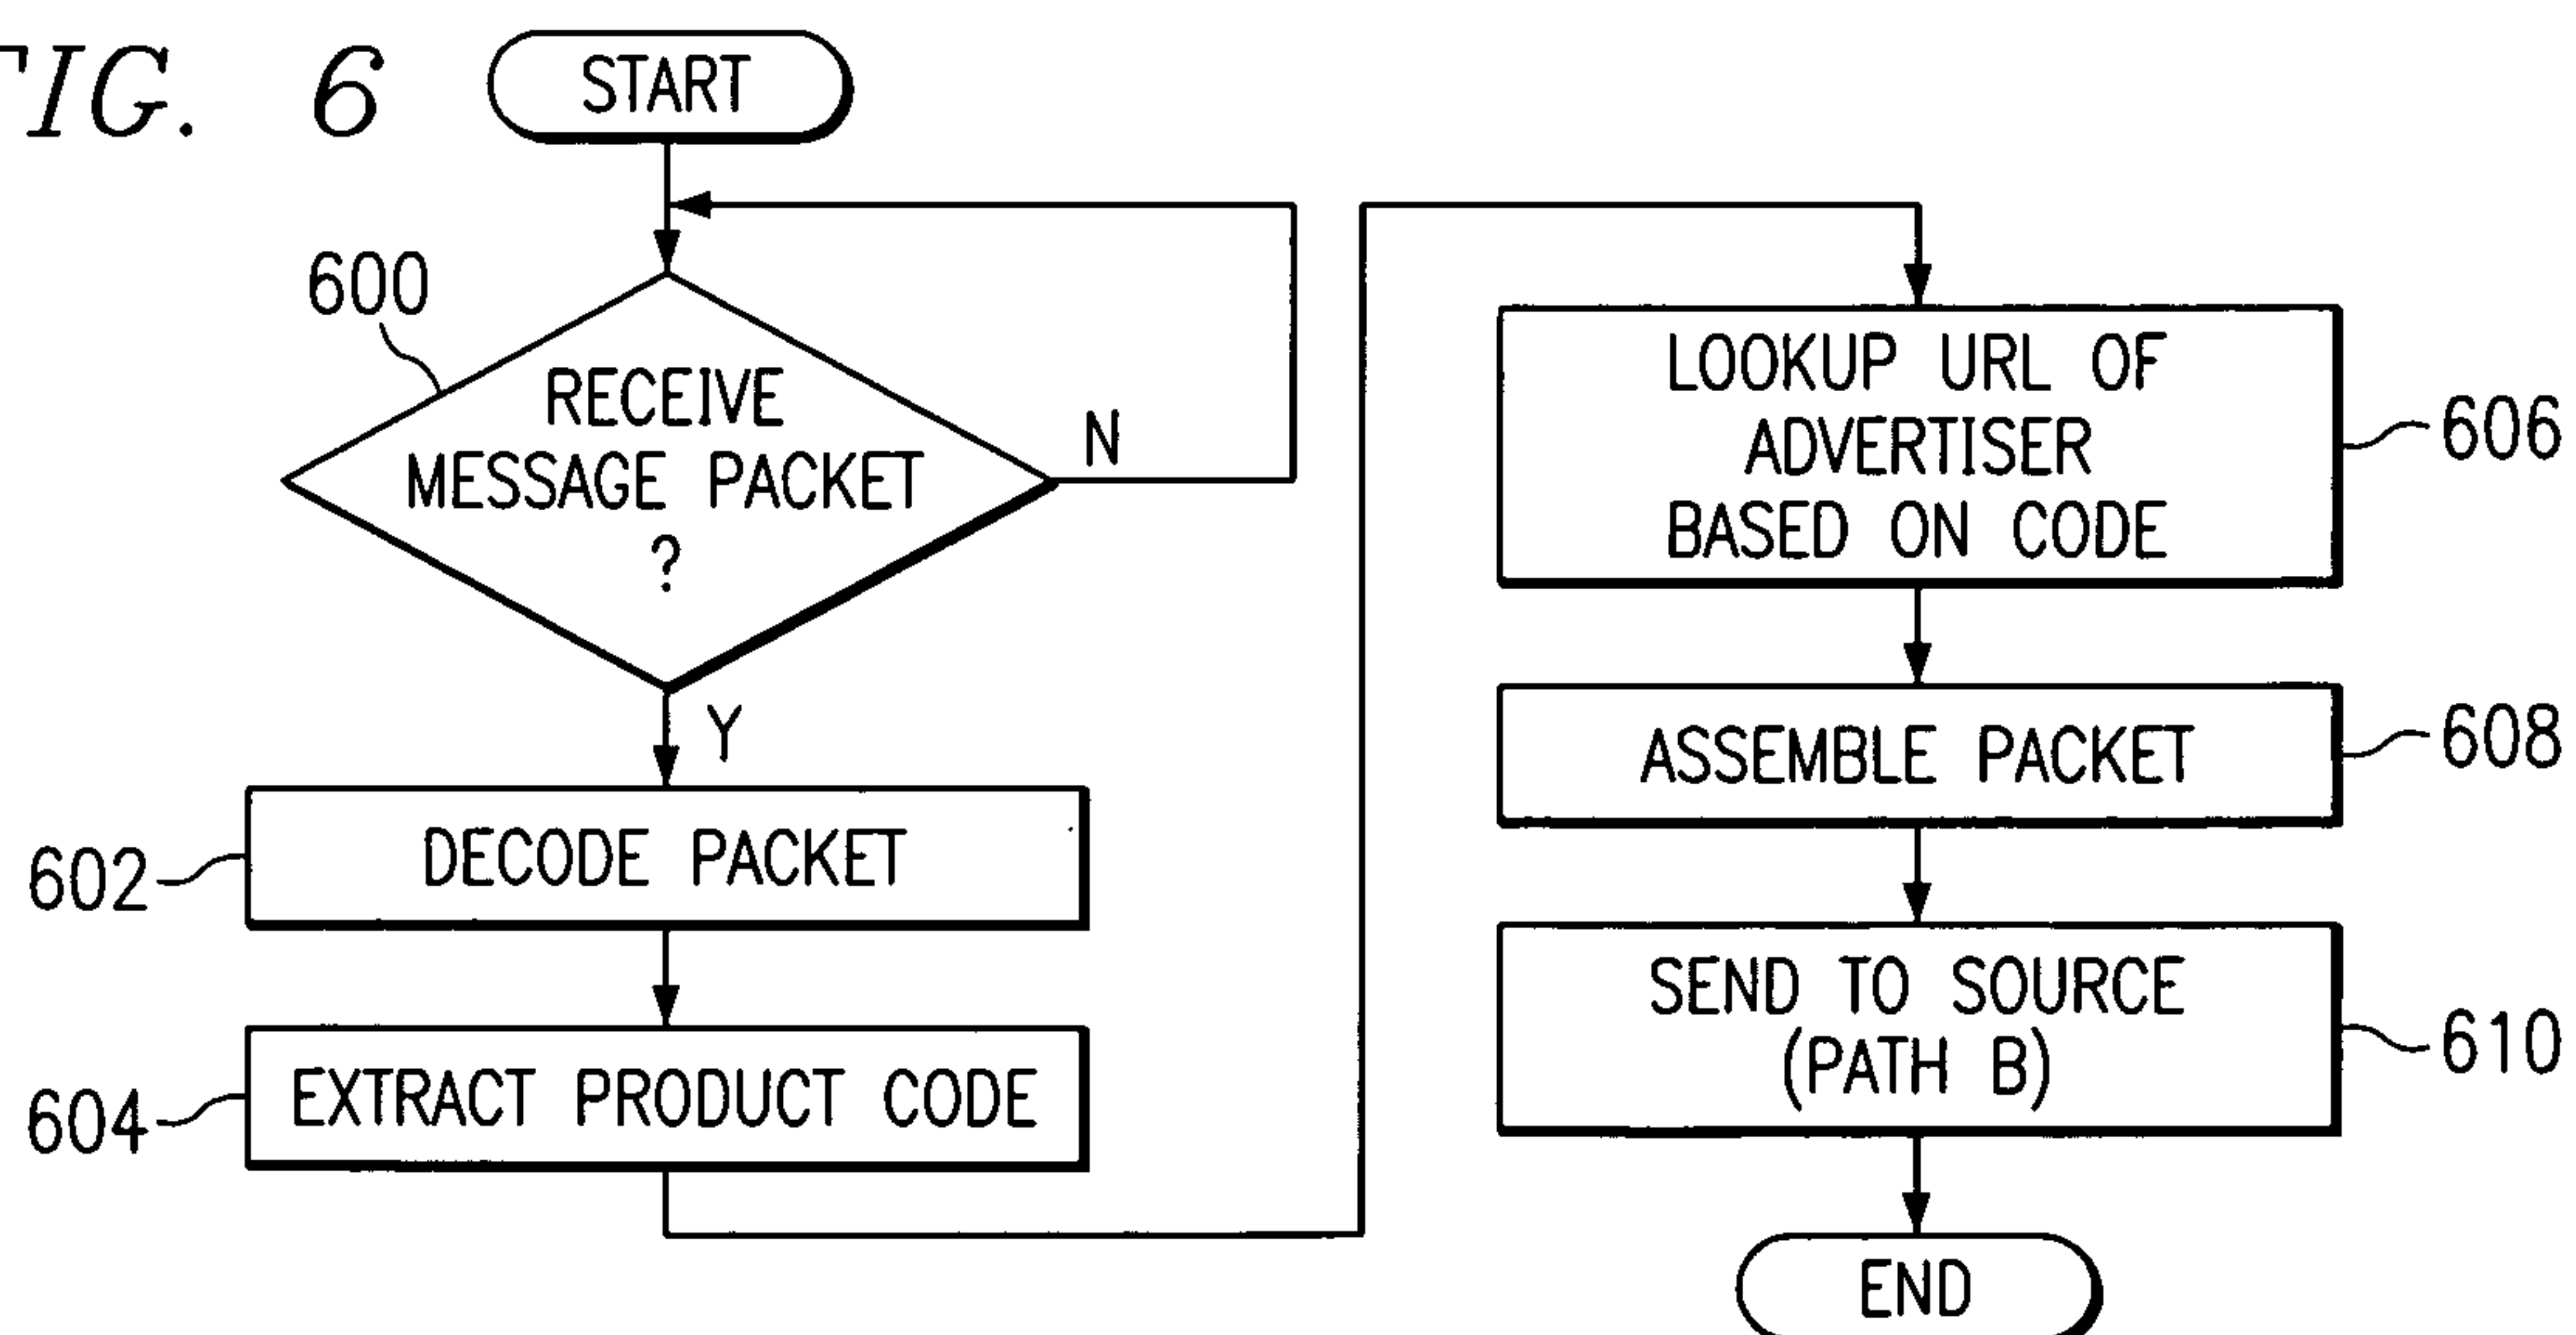 FIG. 6
START
600
RECEIVE
MESSAGE PACKET
?
N
Y
602
DECODE PACKET
604
EXTRACT PRODUCT CODE
LOOKUP URL OF
ADVERTISER
BASED ON CODE
606
ASSEMBLE PACKET
608
SEND TO SOURCE
(PATH B)
610
END